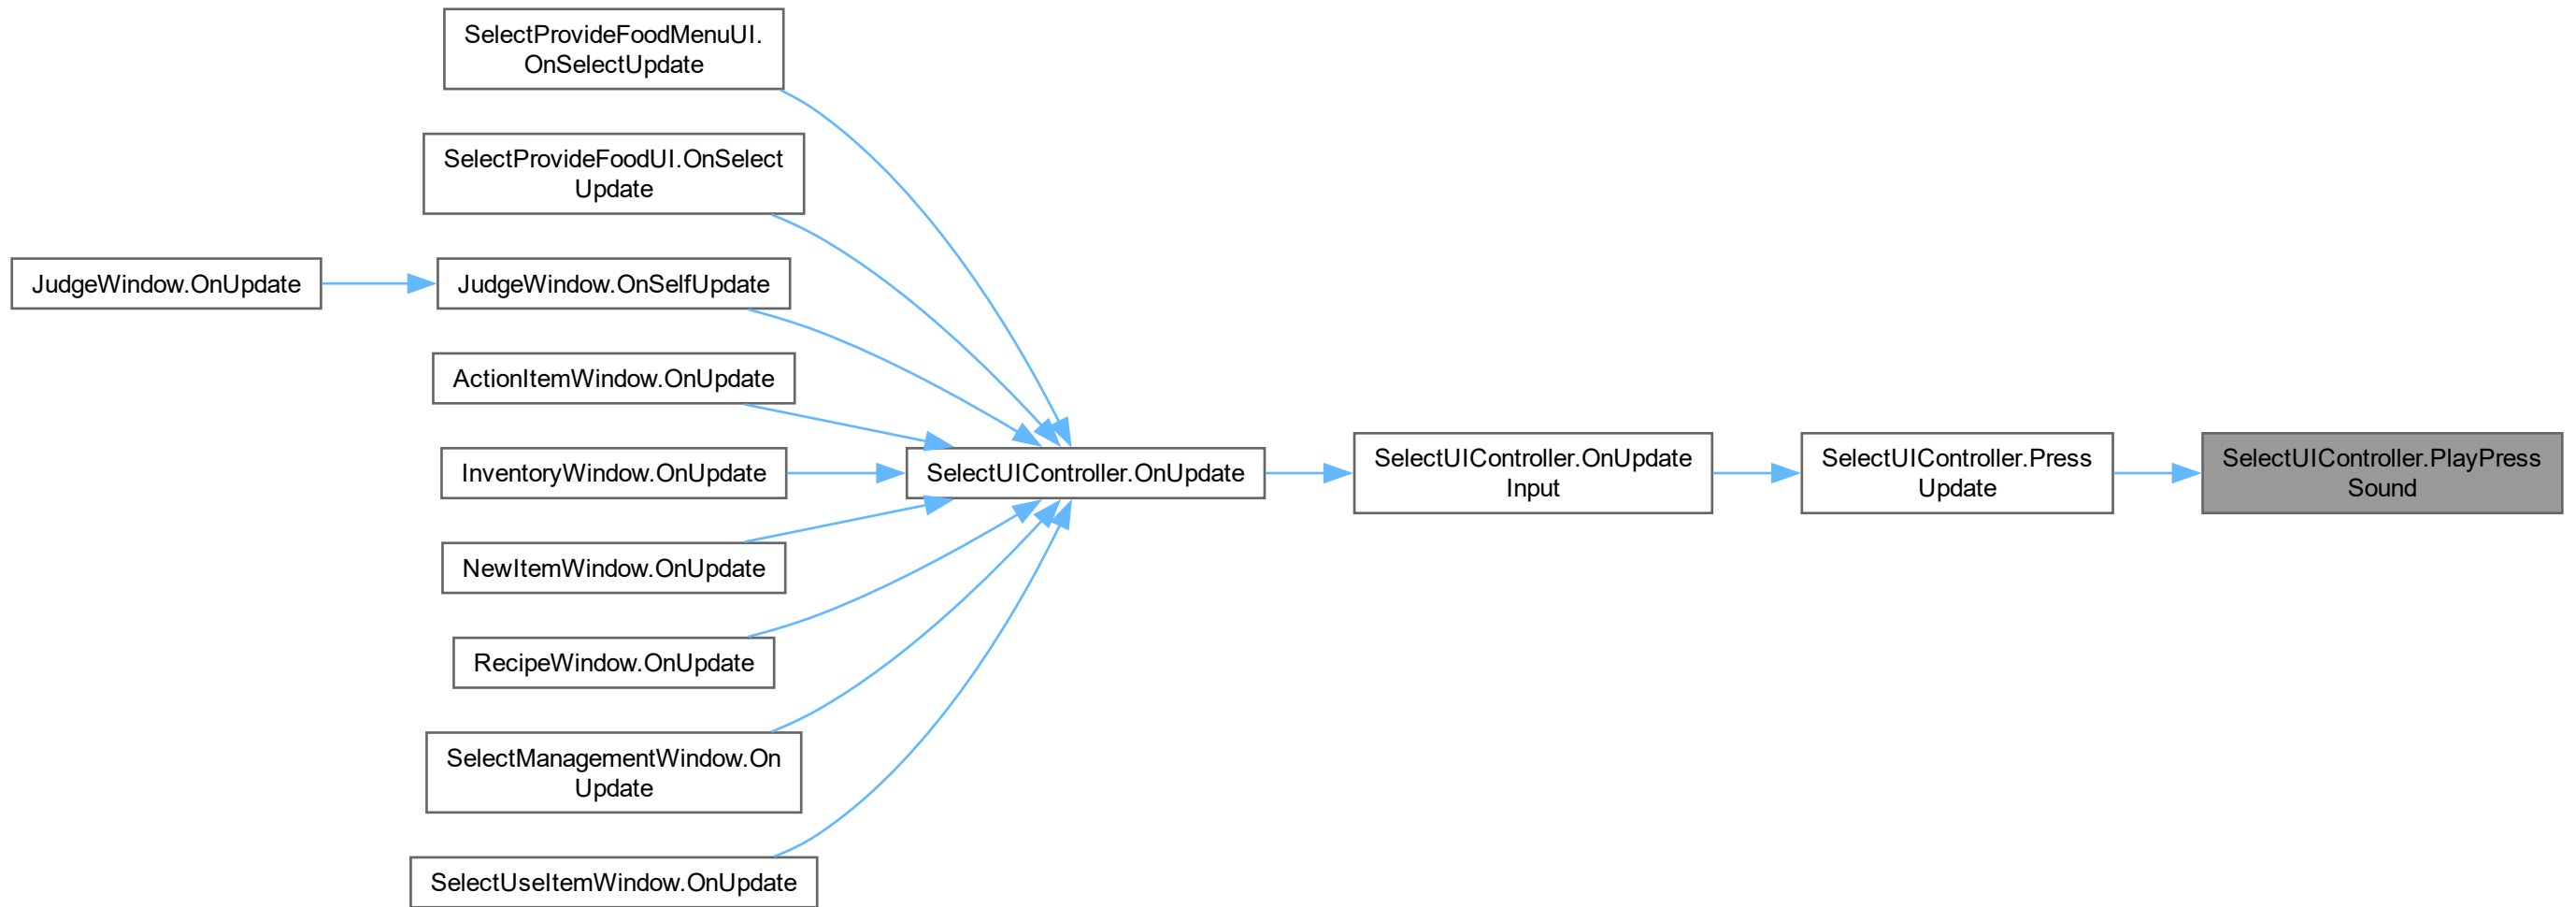 SelectProvideFoodMenuUI.
OnSelectUpdate
SelectProvideFoodUI.OnSelect
Update
JudgeWindow.OnUpdate
JudgeWindow.OnSelfUpdate
ActionItemWindow.OnUpdate
InventoryWindow.OnUpdate
NewItemWindow.OnUpdate
RecipeWindow.OnUpdate
SelectManagementWindow.On
Update
SelectUseItemWindow.OnUpdate
SelectUIController.OnUpdate
SelectUIController.OnUpdate
Input
SelectUIController.Press
Update
SelectUIController.PlayPress
Sound